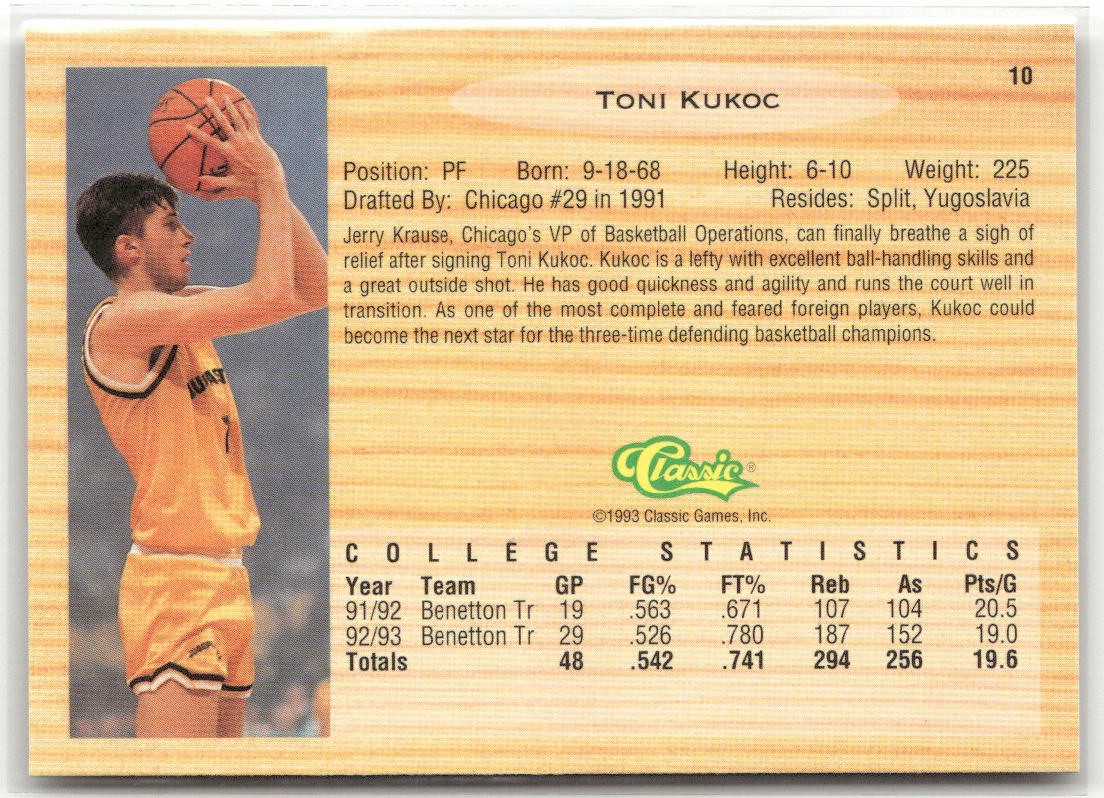 10
TONI KUKOC
Position: PF Born: 9-18-68 Height: 6-10 Weight: 225
Drafted By: Chicago #29 in 1991 Resides: Split, Yugoslavia
Jerry Krause, Chicago's VP of Basketball Operations, can finally breathe a sigh of
relief after signing Toni Kukoc. Kukoc is a lefty with excellent ball-handling skills and
a great outside shot. He has good quickness and agility and runs the court well in
transition. As one of the most complete and feared foreign players, Kukoc could
become the next star for the three-time defending basketball champions.
Classic®
©1993 Classic Games, Inc.
COLLEGE STATISTICS
Year Team GP FG% FT% Reb As Pts/G
91/92 Benetton Tr 19 .563 .671 107 104 20.5
92/93 Benetton Tr 29 .526 .780 187 152 19.0
Totals 48 .542 .741 294 256 19.6
7